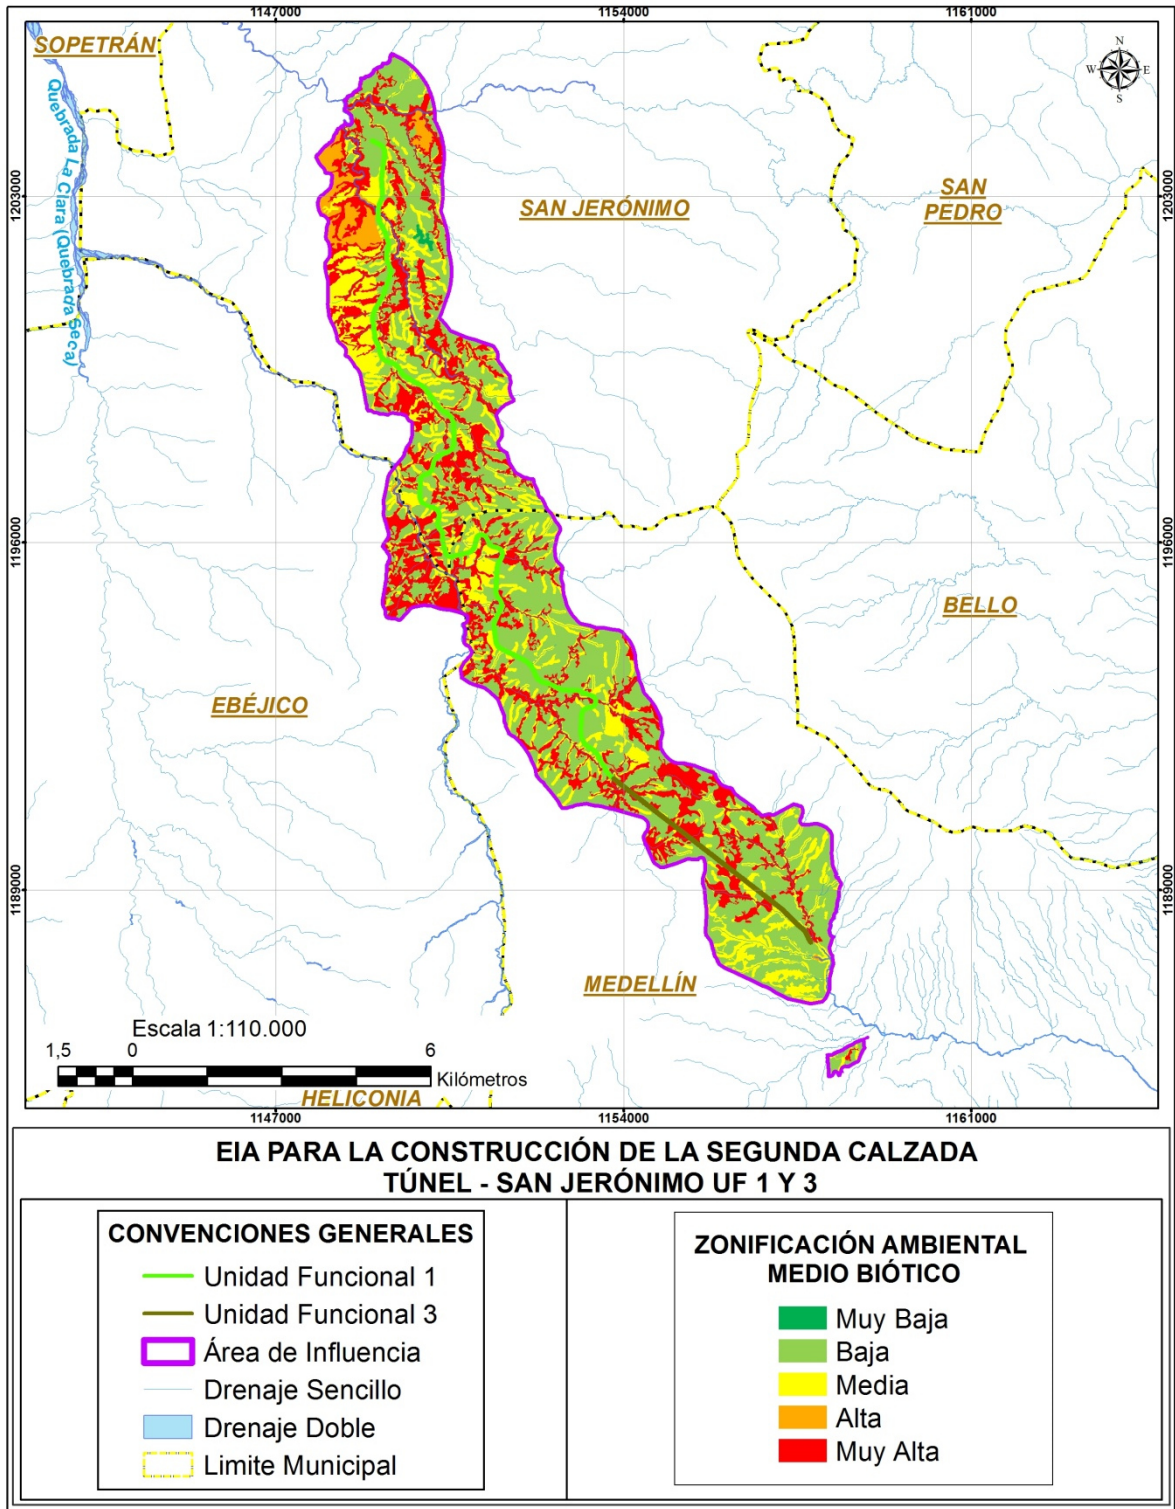 1147000
1154000
1161000
SOPETRÁN
N
W
E
S
Quebrada La Clara (Quebrada Seca)
1203000
1203000
SAN JERÓNIMO
SAN
PEDRO
1196000
1196000
BELLO
EBÉJICO
1189000
1189000
MEDELLÍN
Escala 1:110.000
1,5
0
6
Kilómetros
HELICONIA
1147000
1154000
1161000
EIA PARA LA CONSTRUCCIÓN DE LA SEGUNDA CALZADA
TÚNEL - SAN JERÓNIMO UF 1 Y 3
CONVENCIONES GENERALES
Unidad Funcional 1
Unidad Funcional 3
Área de Influencia
Drenaje Sencillo
Drenaje Doble
Limite Municipal
ZONIFICACIÓN AMBIENTAL
MEDIO BIÓTICO
Muy Baja
Baja
Media
Alta
Muy Alta